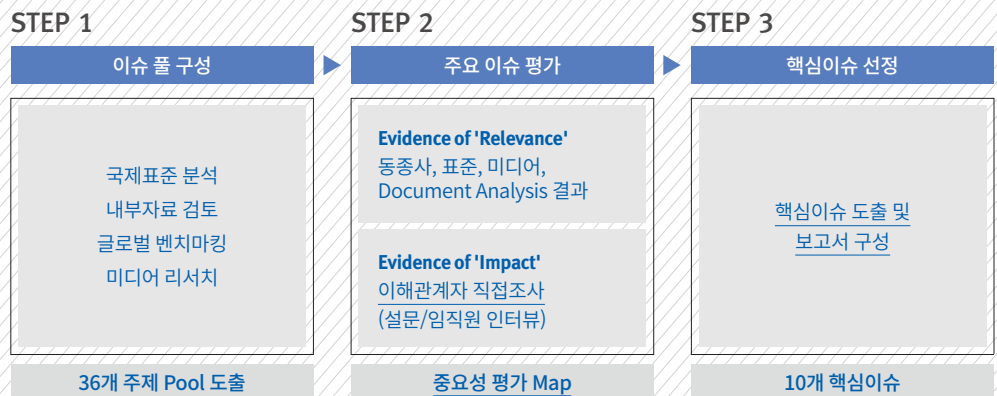 STEP 1
이슈 풀 구성
국제표준 분석
내부자료 검토
글로벌 벤치마킹
미디어 리서치
36개 주제 Pool 도출
STEP 2
주요 이슈 평가
Evidence of 'Relevance'
동종사, 표준, 미디어,
Document Analysis 결과
Evidence of 'Impact'
이해관계자 직접조사
(설문/임직원 인터뷰)
중요성 평가 Map
STEP 3
핵심이슈 선정
핵심이슈 도출 및
보고서 구성
10개 핵심이슈